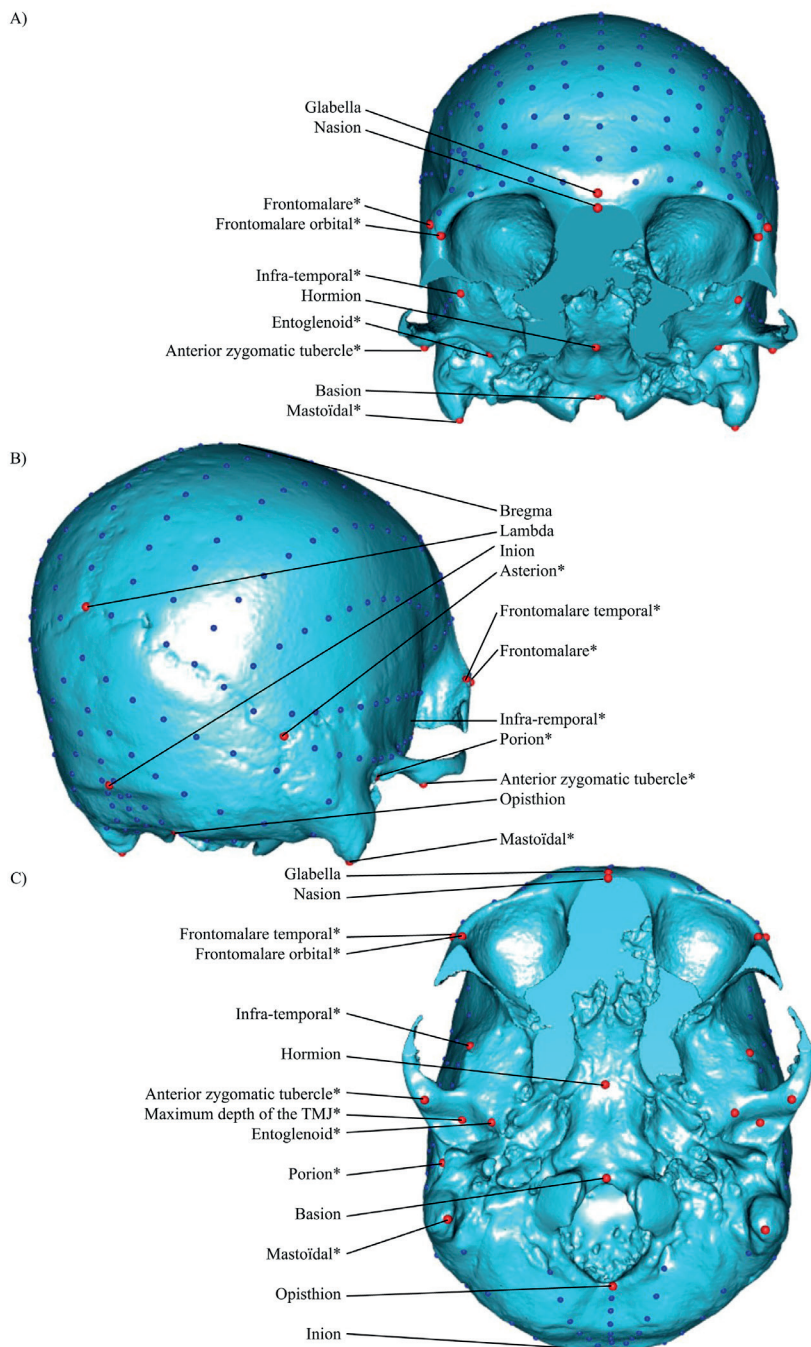 A)
Glabella
Nasion
Frontomalare*
Frontomalare orbital*
Infra-temporal*
Hormion
Entoglenoid*
Anterior zygomatic tubercle*
Basion
Mastoïdal*
B)
Bregma
Lambda
Inion
Asterion*
Frontomalare temporal*
Frontomalare*
Infra-remporal*
Porion*
Anterior zygomatic tubercle*
Opisthion
Mastoïdal*
C)
Glabella
Nasion
Frontomalare temporal*
Frontomalare orbital*
Infra-temporal*
Hormion
Anterior zygomatic tubercle*
Maximum depth of the TMJ*
Entoglenoid*
Porion*
Basion
Mastoïdal*
Opisthion
Inion